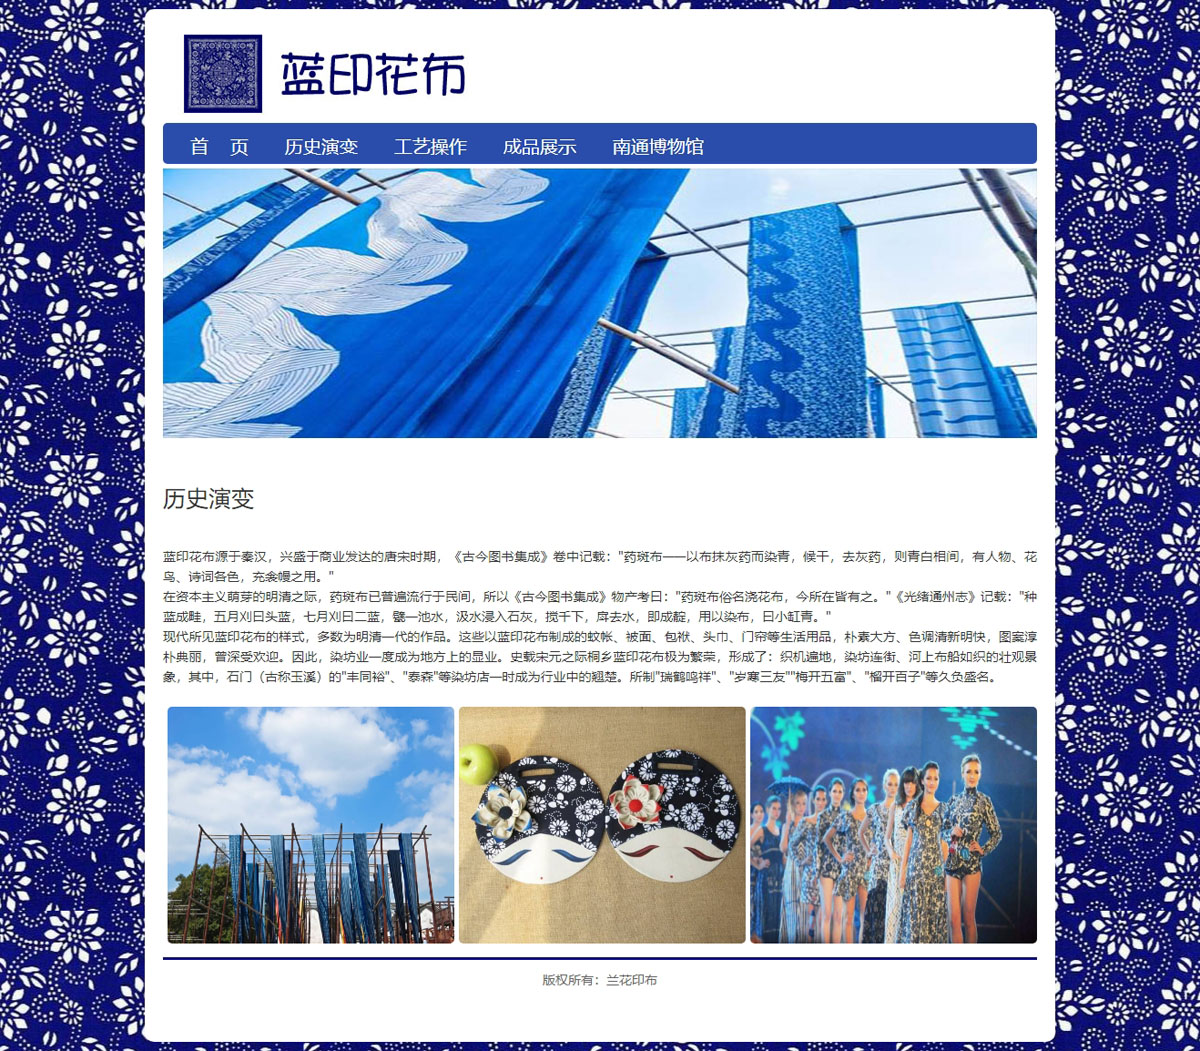 蓝印花布
首 页 历史演变 工艺操作 成品展示 南通博物馆
历史演变
蓝印花布源于秦汉，兴盛于商业发达的唐宋时期，《古今图书集成》卷中记载："药斑布——以布抹灰药而染青，候干，去灰药，则青白相间，有人物、花
鸟、诗词各色，充衾幔之用。"
在资本主义萌芽的明清之际，药斑布已普遍流行于民间，所以《古今图书集成》物产考曰："药斑布俗名浇花布，今所在皆有之。"《光绪通州志》记载："种
蓝成畦，五月刈曰头蓝，七月刈曰二蓝，甓一池水，汲水浸入石灰，搅千下，戽去水，即成靛，用以染布，曰小缸青。"
现代所见蓝印花布的样式，多数为明清一代的作品。这些以蓝印花布制成的蚊帐、被面、包袱、头巾、门帘等生活用品，朴素大方、色调清新明快，图案淳
朴典丽，曾深受欢迎。因此，染坊业一度成为地方上的显业。史载宋元之际桐乡蓝印花布极为繁荣，形成了：织机遍地，染坊连街、河上布船如织的壮观景
象，其中，石门（古称玉溪）的"丰同裕"、"泰森"等染坊店一时成为行业中的翘楚。所制"瑞鹤鸣祥"、"岁寒三友""梅开五富"、"榴开百子"等久负盛名。
版权所有：兰花印布